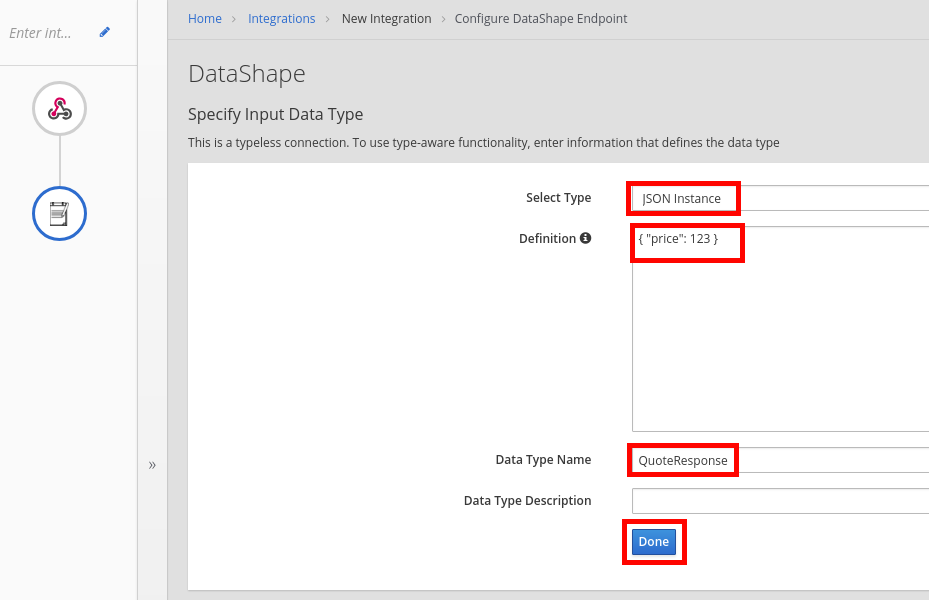 Enter int...
Home > Integrations > New Integration > Configure DataShape Endpoint
DataShape
Specify Input Data Type
This is a typeless connection. To use type-aware functionality, enter information that defines the data type
Select Type
JSON Instance
Definition
{ "price": 123 }
»
Data Type Name
QuoteResponse
Data Type Description
Done